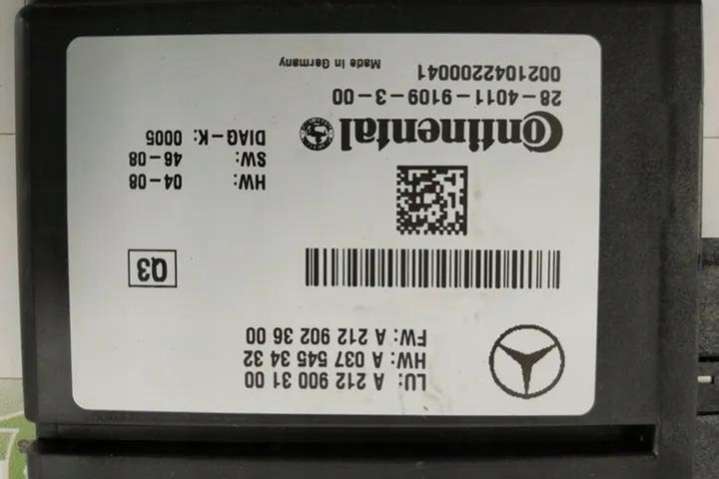 LU: A 212 900 31 00
HW: A 037 545 34 32
FW: A 212 902 36 00
Q3
HW: 04-08
SW: 46-08
DIAG-K: 0005
Continental
28-4011-9109-3-00
0021042200041
Made in Germany